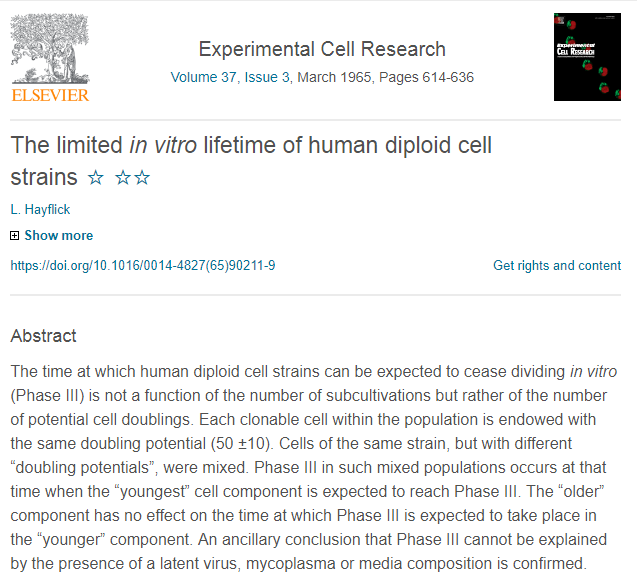 ELSEVIER
Experimental Cell Research
Volume 37, Issue 3, March 1965, Pages 614-636
Experimental
CELL RESEARCH
The limited in vitro lifetime of human diploid cell
strains ☆ ☆☆
L. Hayflick
Show more
https://doi.org/10.1016/0014-4827(65)90211-9
Get rights and content
Abstract
The time at which human diploid cell strains can be expected to cease dividing in vitro
(Phase III) is not a function of the number of subcultivations but rather of the number
of potential cell doublings. Each clonable cell within the population is endowed with
the same doubling potential (50 ±10). Cells of the same strain, but with different
“doubling potentials”, were mixed. Phase III in such mixed populations occurs at that
time when the “youngest” cell component is expected to reach Phase III. The “older”
component has no effect on the time at which Phase III is expected to take place in
the “younger” component. An ancillary conclusion that Phase III cannot be explained
by the presence of a latent virus, mycoplasma or media composition is confirmed.